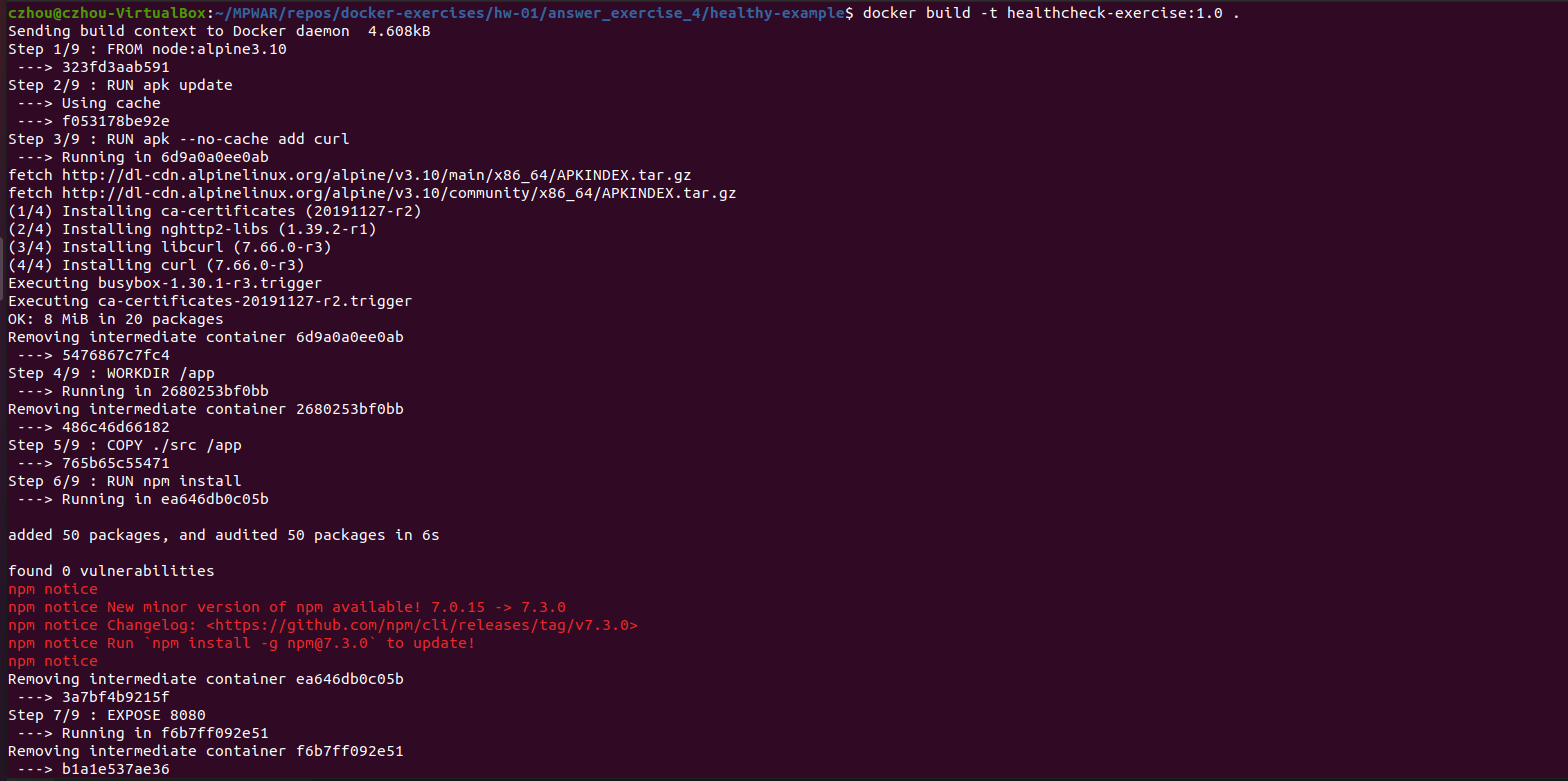 czhou@czhou-VirtualBox:~/MPWAR/repos/docker-exercises/hw-01/answer_exercise_4/healthy-example$ docker build -t healthcheck-exercise:1.0 .
Sending build context to Docker daemon  4.608kB
Step 1/9 : FROM node:alpine3.10
 ---> 323fd3aab591
Step 2/9 : RUN apk update
 ---> Using cache
 ---> f053178be92e
Step 3/9 : RUN apk --no-cache add curl
 ---> Running in 6d9a0a0ee0ab
fetch http://dl-cdn.alpinelinux.org/alpine/v3.10/main/x86_64/APKINDEX.tar.gz
fetch http://dl-cdn.alpinelinux.org/alpine/v3.10/community/x86_64/APKINDEX.tar.gz
(1/4) Installing ca-certificates (20191127-r2)
(2/4) Installing nghttp2-libs (1.39.2-r1)
(3/4) Installing libcurl (7.66.0-r3)
(4/4) Installing curl (7.66.0-r3)
Executing busybox-1.30.1-r3.trigger
Executing ca-certificates-20191127-r2.trigger
OK: 8 MiB in 20 packages
Removing intermediate container 6d9a0a0ee0ab
 ---> 5476867c7fc4
Step 4/9 : WORKDIR /app
 ---> Running in 2680253bf0bb
Removing intermediate container 2680253bf0bb
 ---> 486c46d66182
Step 5/9 : COPY ./src /app
 ---> 765b65c55471
Step 6/9 : RUN npm install
 ---> Running in ea646db0c05b

added 50 packages, and audited 50 packages in 6s

found 0 vulnerabilities
npm notice
npm notice New minor version of npm available! 7.0.15 -> 7.3.0
npm notice Changelog: <https://github.com/npm/cli/releases/tag/v7.3.0>
npm notice Run `npm install -g npm@7.3.0` to update!
npm notice
Removing intermediate container ea646db0c05b
 ---> 3a7bf4b9215f
Step 7/9 : EXPOSE 8080
 ---> Running in f6b7ff092e51
Removing intermediate container f6b7ff092e51
 ---> b1a1e537ae36